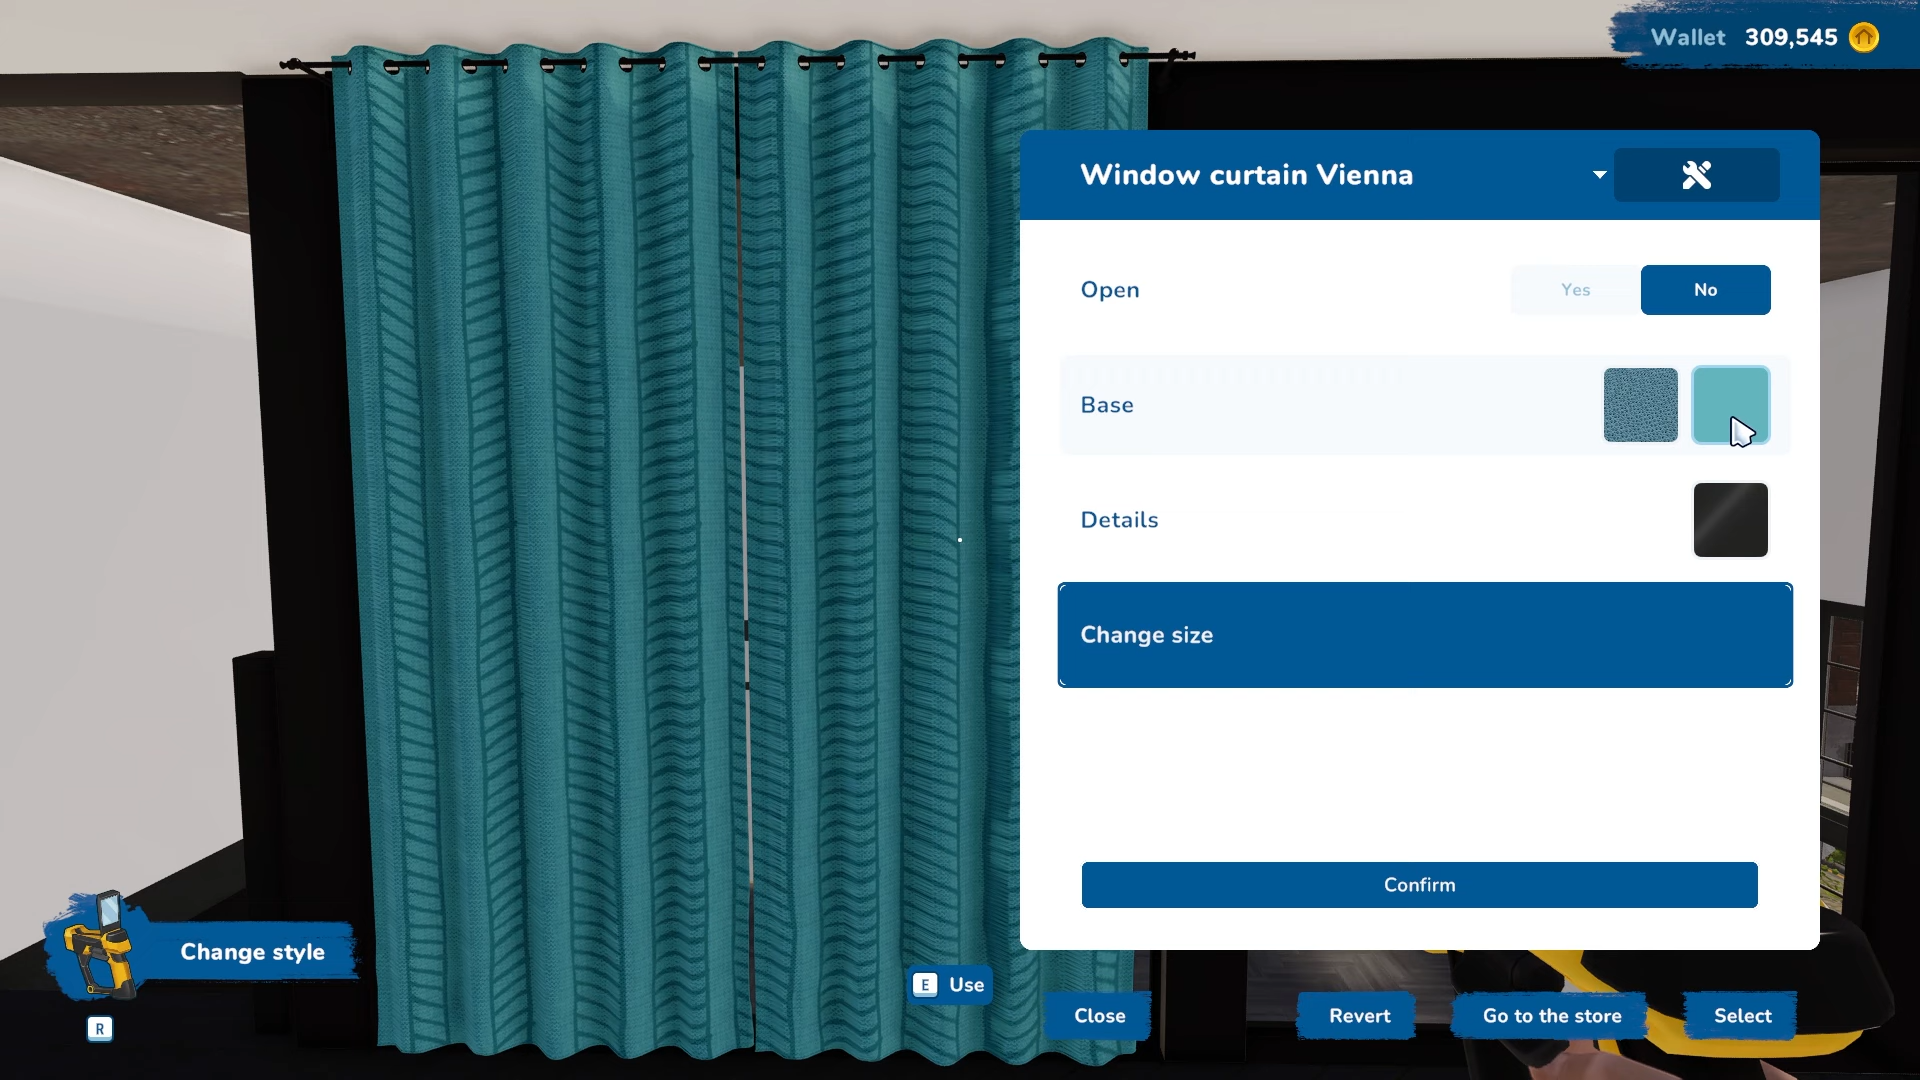 Wallet 309,545
Window curtain Vienna
Open Yes No
Base
Details
Change size
Confirm
Change style
R
E Use
Close Revert Go to the store Select